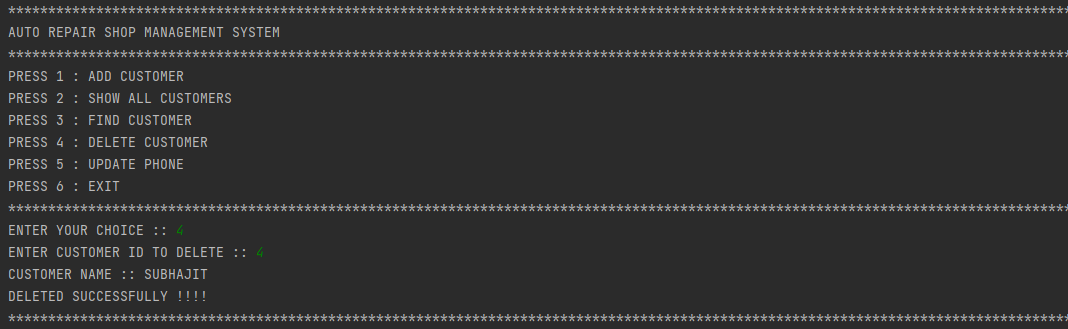 ************************************************************************************************************************************
AUTO REPAIR SHOP MANAGEMENT SYSTEM
************************************************************************************************************************************
PRESS 1 : ADD CUSTOMER
PRESS 2 : SHOW ALL CUSTOMERS
PRESS 3 : FIND CUSTOMER
PRESS 4 : DELETE CUSTOMER
PRESS 5 : UPDATE PHONE
PRESS 6 : EXIT
************************************************************************************************************************************
ENTER YOUR CHOICE :: 4
ENTER CUSTOMER ID TO DELETE :: 4
CUSTOMER NAME :: SUBHAJIT
DELETED SUCCESSFULLY !!!!
************************************************************************************************************************************